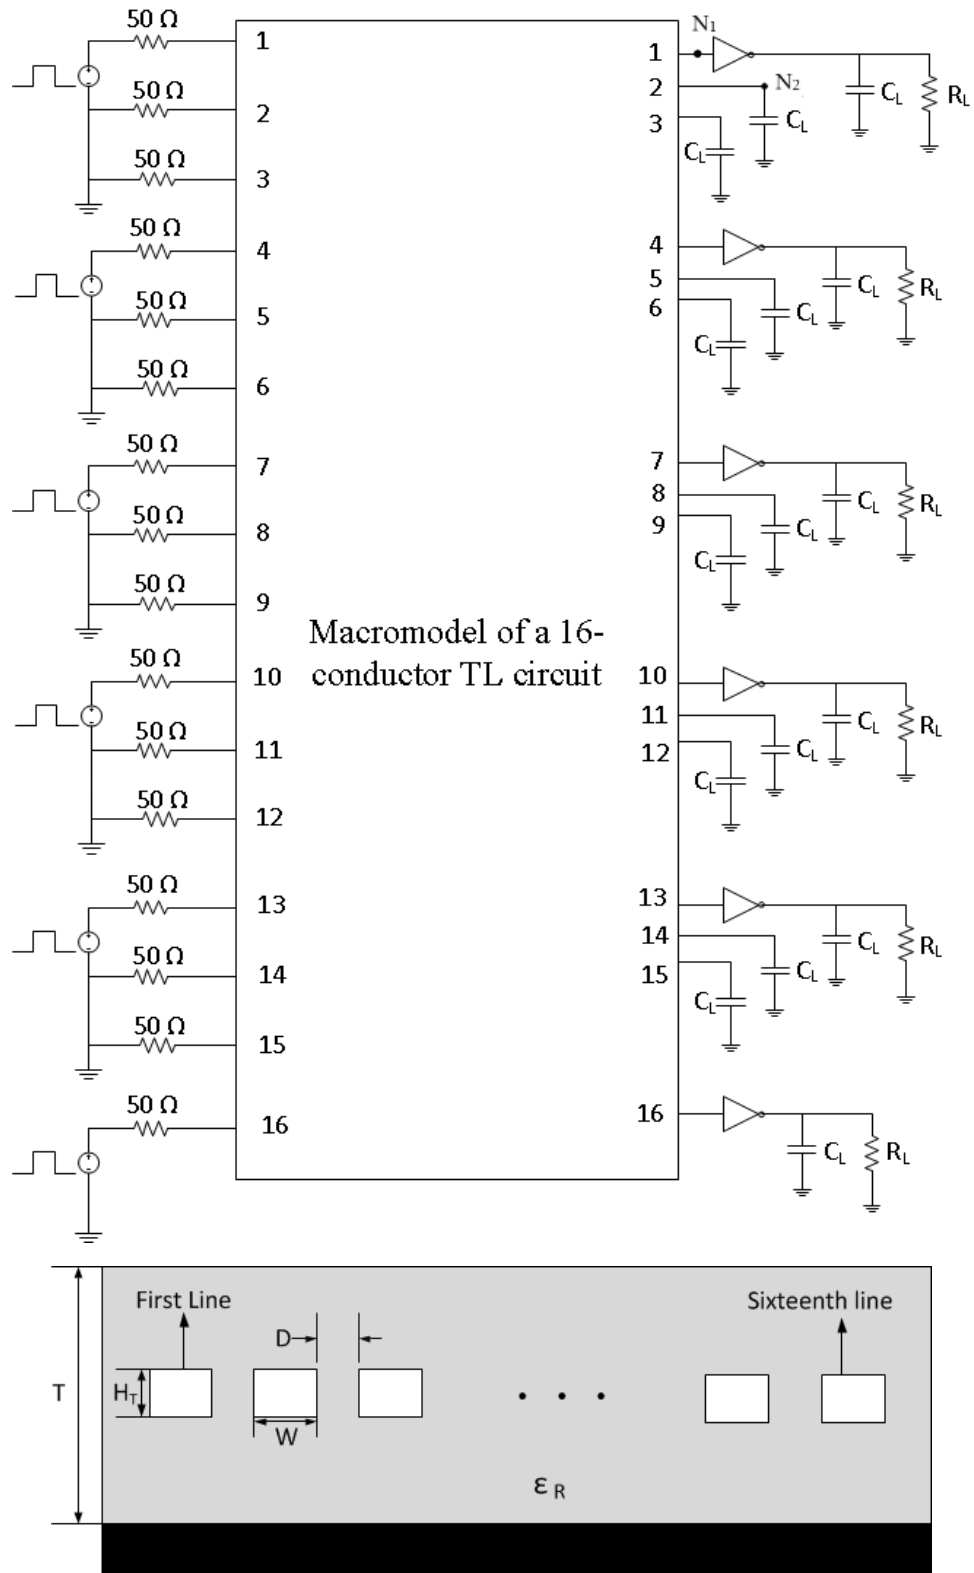 50 Ω
1
50 Ω
2
50 Ω
3
50 Ω
4
50 Ω
5
50 Ω
6
50 Ω
7
50 Ω
8
50 Ω
9
50 Ω
10
50 Ω
11
50 Ω
12
50 Ω
13
50 Ω
14
50 Ω
15
50 Ω
16
Macromodel of a 16-
conductor TL circuit
1 N1
CL RL
2 N2
CL
3
CL
4
CL RL
5
CL
6
CL
7
CL RL
8
CL
9
CL
10
CL RL
11
CL
12
CL
13
CL RL
14
CL
15
CL
16
CL RL
First Line
Sixteenth line
D
T
HT
W
. . .
εR